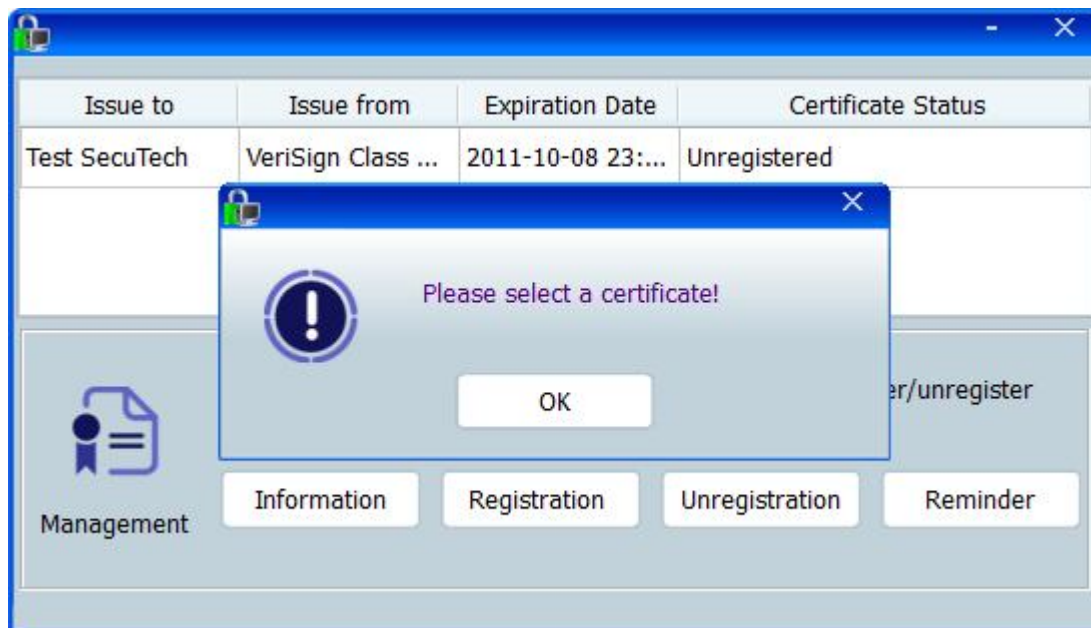 Issue to Issue from Expiration Date Certificate Status
Test SecuTech VeriSign Class ... 2011-10-08 23:... Unregistered
Please select a certificate!
OK
er/unregister
Information Registration Unregistration Reminder
Management